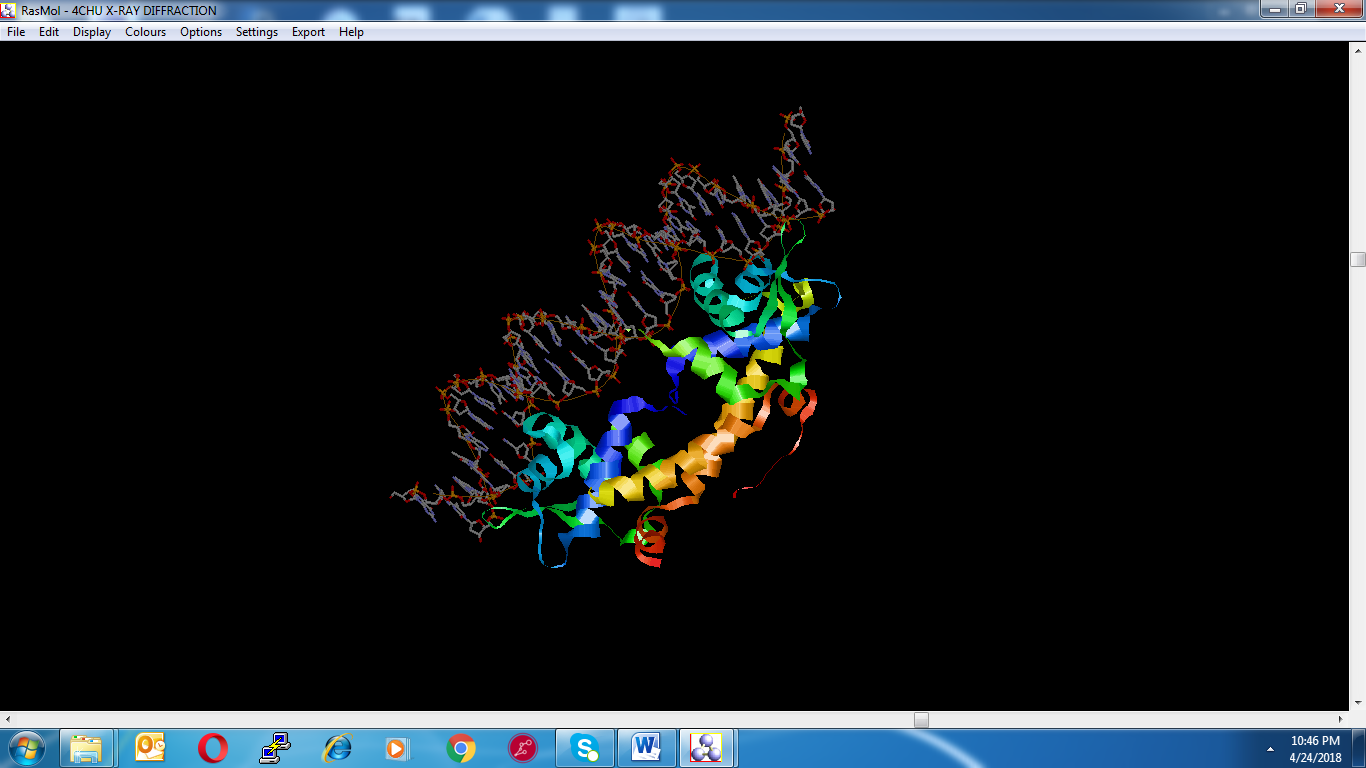 RasMol - 4CHU X-RAY DIFFRACTION
File Edit Display Colours Options Settings Export Help
10:46 PM
4/24/2018